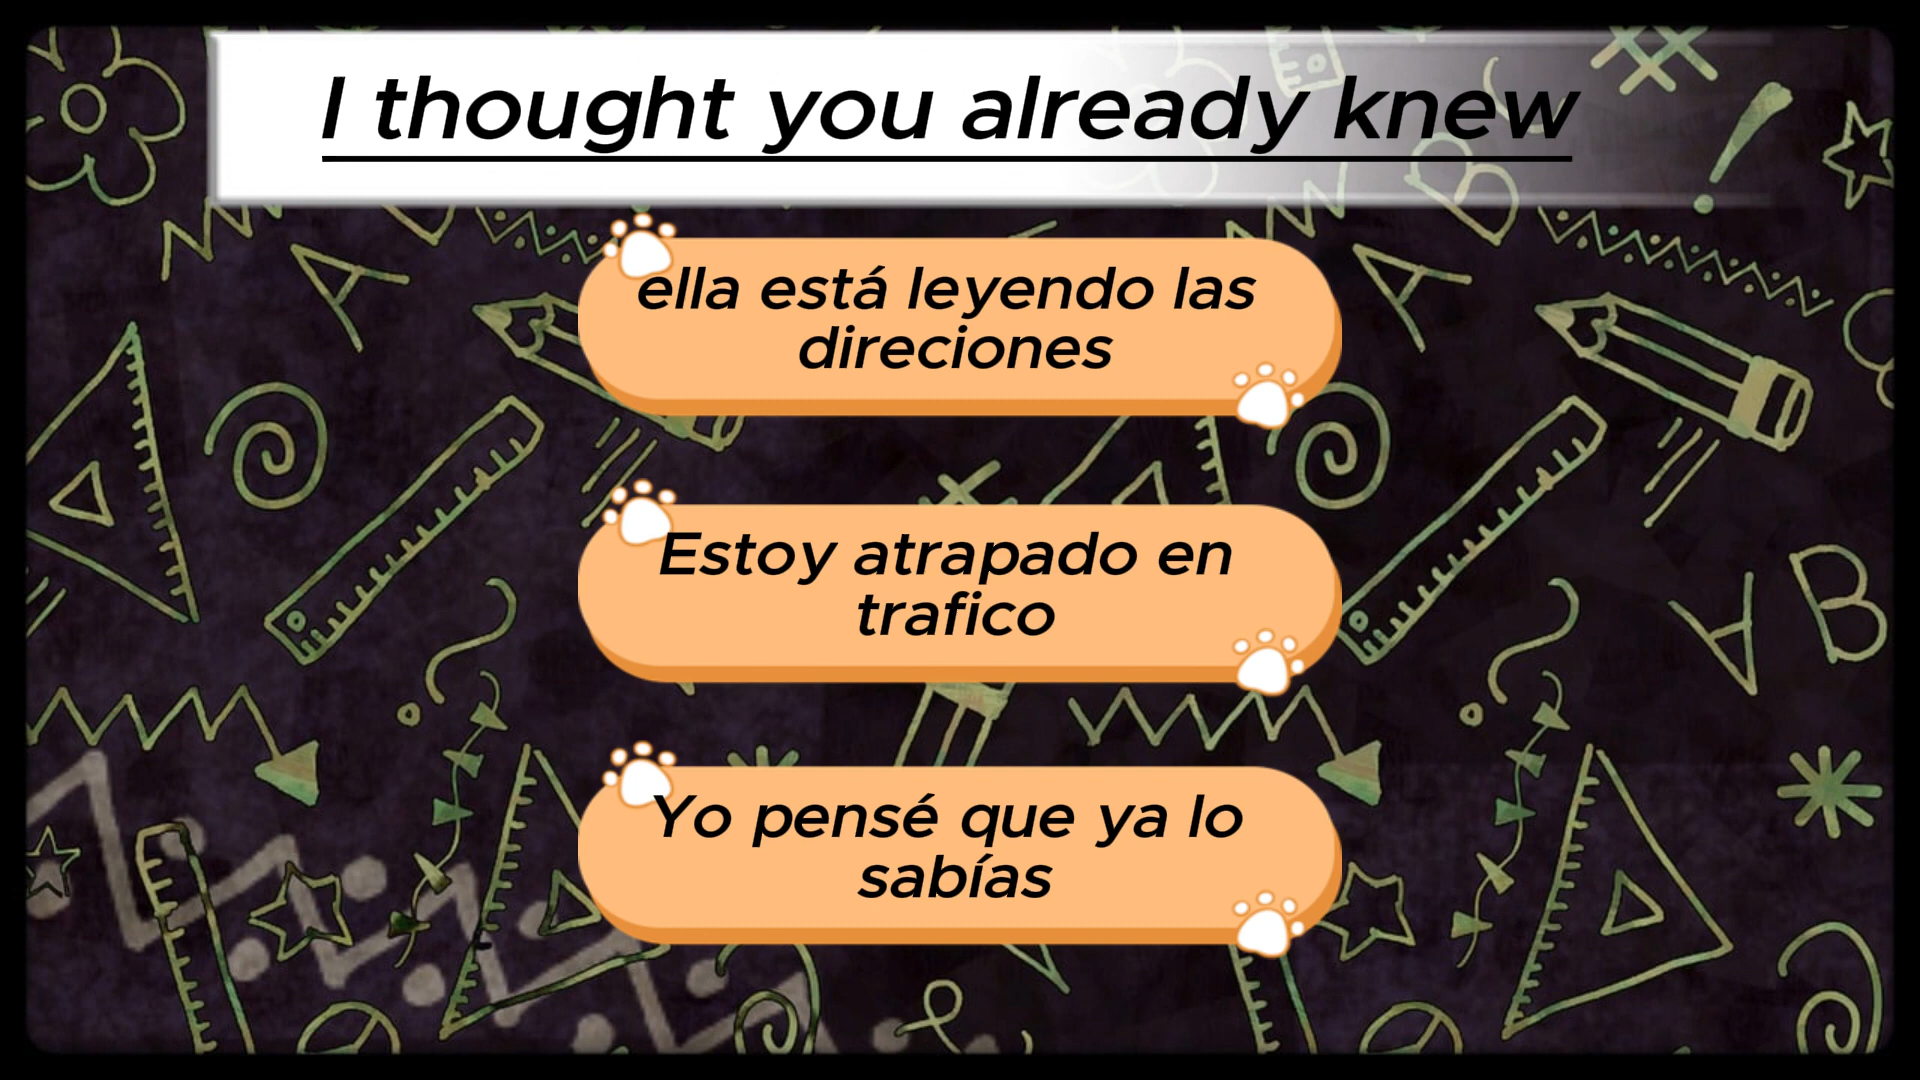 I thought you already knew
ella está leyendo las
direciones
Estoy atrapado en
trafico
Yo pensé que ya lo
sabías